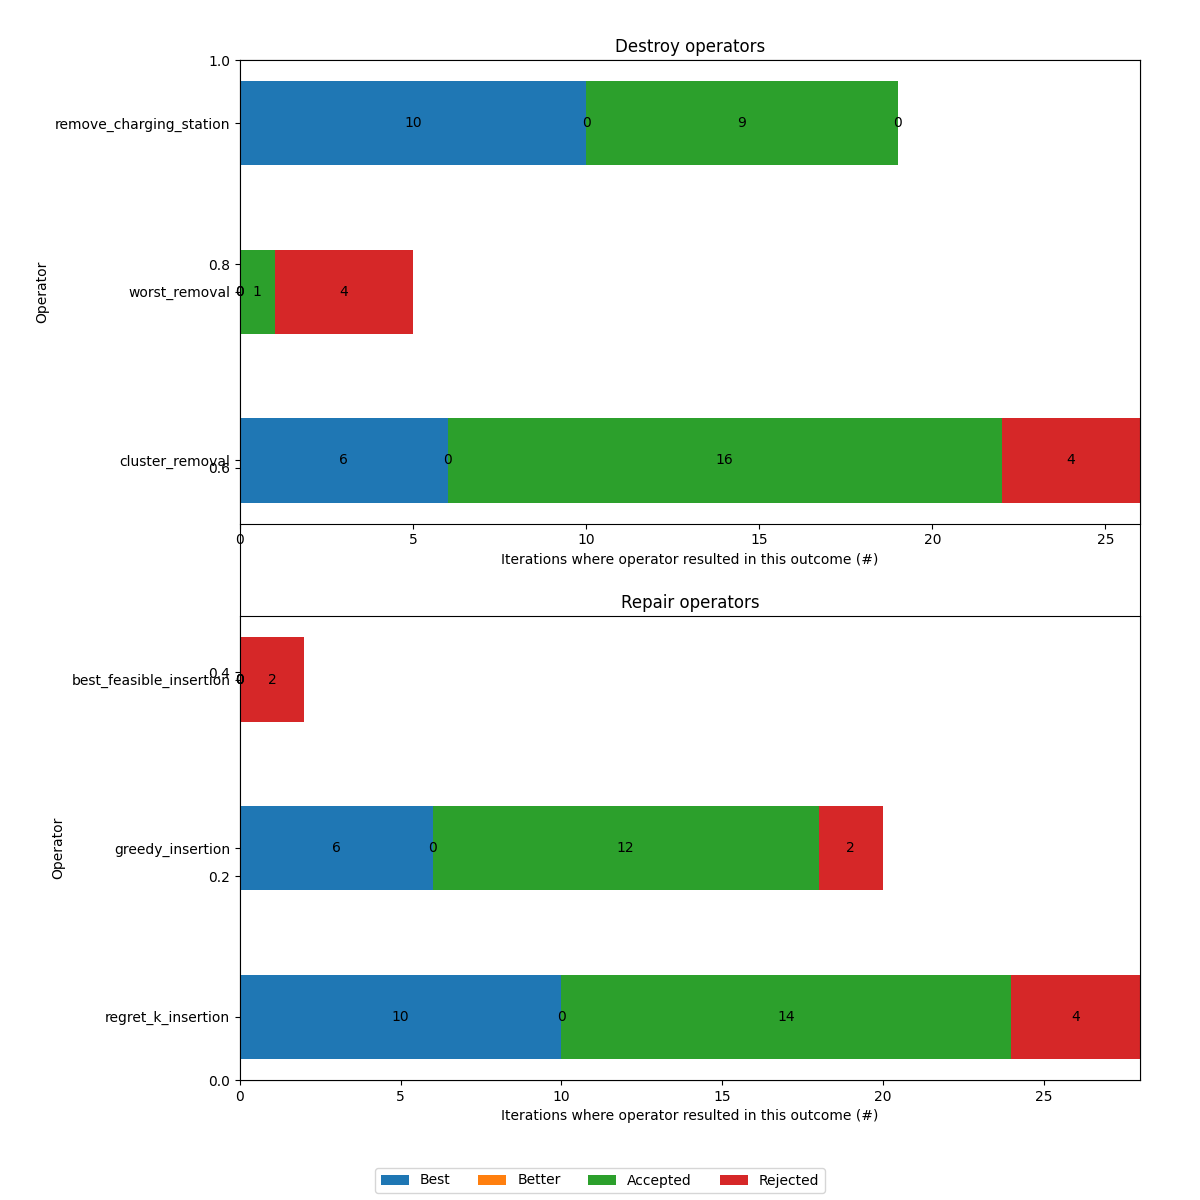 Destroy operators
1.0
remove_charging_station 10 0 9 0
0.8
worst_removal 0 0 1 4
Operator
cluster_removal 6 0 16 4
0.6
0 5 10 15 20 25
Iterations where operator resulted in this outcome (#)
Repair operators
0.4
best_feasible_insertion 0 0 0 2
greedy_insertion 6 0 12 2
Operator
0.2
regret_k_insertion 10 0 14 4
0.0
0 5 10 15 20 25
Iterations where operator resulted in this outcome (#)
Best Better Accepted Rejected